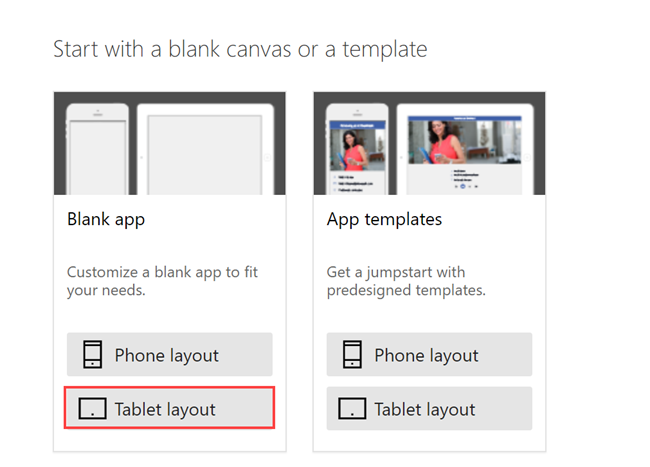 Start with a blank canvas or a template
Blank app
Customize a blank app to fit
your needs.
Phone layout
Tablet layout
App templates
Get a jumpstart with
predesigned templates.
Phone layout
Tablet layout